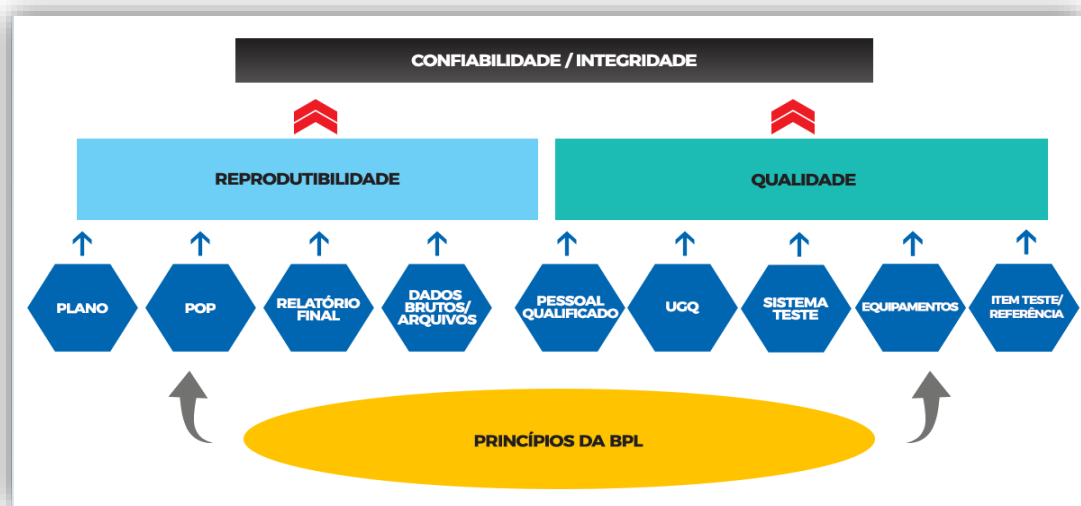 CONFIABILIDADE / INTEGRIDADE
REPRODUTIBILIDADE
QUALIDADE
PLANO
POP
RELATÓRIO
FINAL
DADOS
BRUTOS/
ARQUIVOS
PESSOAL
QUALIFICADO
UGQ
SISTEMA
TESTE
EQUIPAMENTOS
ITEM TESTE/
REFERÊNCIA
PRINCÍPIOS DA BPL